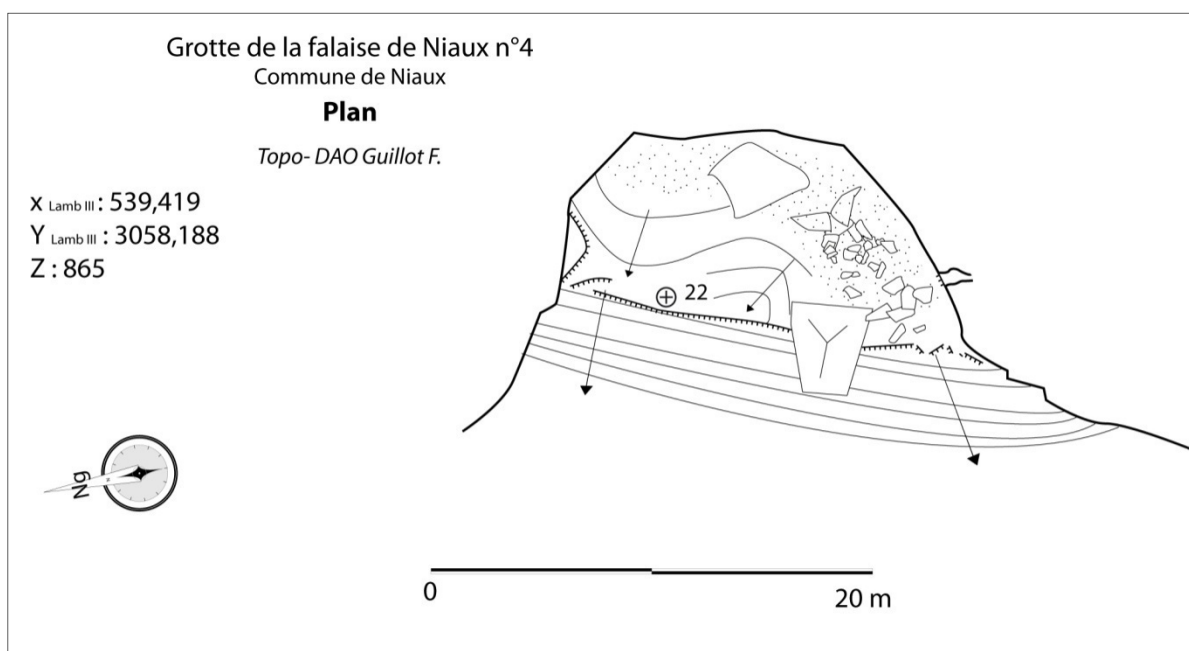 Grotte de la falaise de Niaux n°4
Commune de Niaux
Plan
Topo- DAO Guillot F.
x Lamb III : 539,419
Y Lamb III : 3058,188
Z : 865
22
Ng
0 20 m